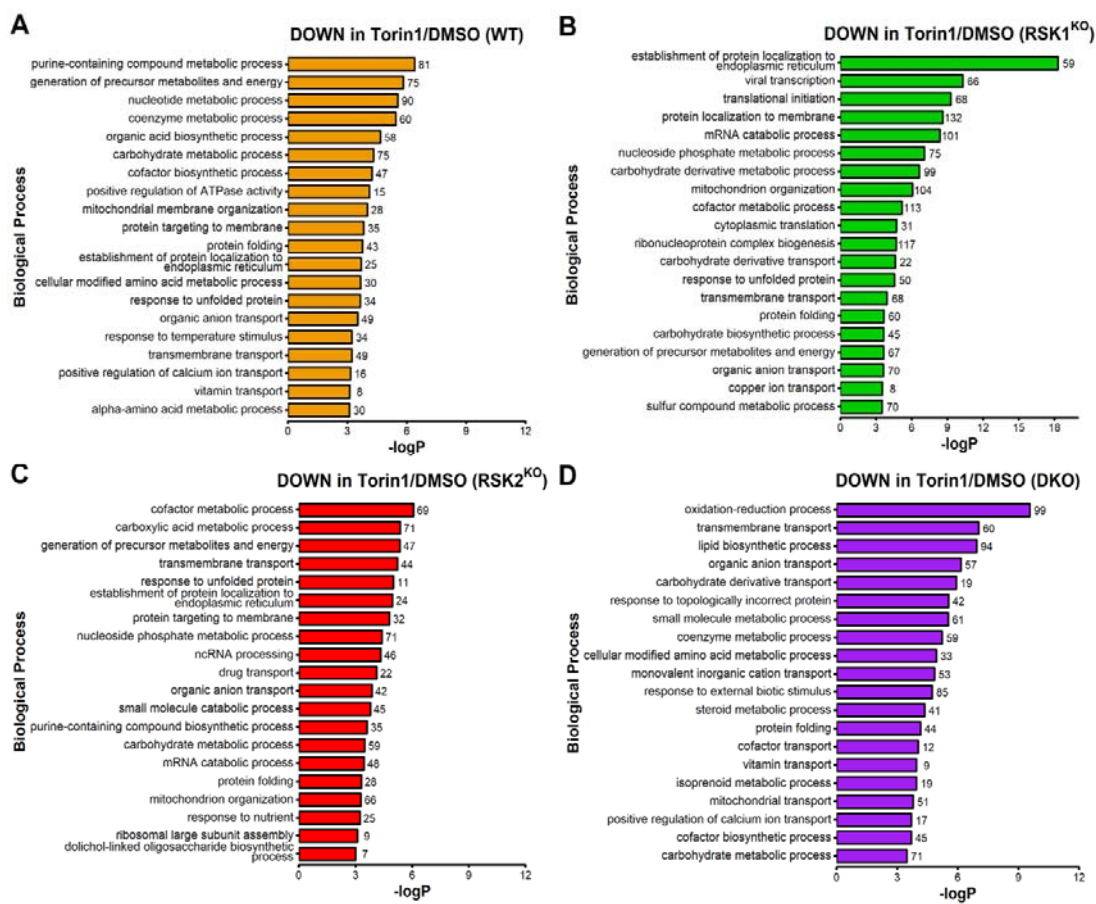 A
DOWN in Torin1/DMSO (WT)
Biological Process
purine-containing compound metabolic process 81
generation of precursor metabolites and energy 75
nucleotide metabolic process 90
coenzyme metabolic process 60
organic acid biosynthetic process 58
carbohydrate metabolic process 75
cofactor biosynthetic process 47
positive regulation of ATPase activity 15
mitochondrial membrane organization 28
protein targeting to membrane 35
protein folding 43
establishment of protein localization to
endoplasmic reticulum 25
cellular modified amino acid metabolic process 30
response to unfolded protein 34
organic anion transport 49
response to temperature stimulus 34
transmembrane transport 49
positive regulation of calcium ion transport 16
vitamin transport 8
alpha-amino acid metabolic process 30
0 3 6 9 12
-logP
B
DOWN in Torin1/DMSO (RSK1KO)
Biological Process
establishment of protein localization to
endoplasmic reticulum 59
viral transcription 66
translational initiation 68
protein localization to membrane 132
mRNA catabolic process 101
nucleoside phosphate metabolic process 75
carbohydrate derivative metabolic process 99
mitochondrion organization 104
cofactor metabolic process 113
cytoplasmic translation 31
ribonucleoprotein complex biogenesis 117
carbohydrate derivative transport 22
response to unfolded protein 50
transmembrane transport 68
protein folding 60
carbohydrate biosynthetic process 45
generation of precursor metabolites and energy 67
organic anion transport 70
copper ion transport 8
sulfur compound metabolic process 70
0 3 6 9 12 15 18
-logP
C
DOWN in Torin1/DMSO (RSK2KO)
Biological Process
cofactor metabolic process 69
carboxylic acid metabolic process 71
generation of precursor metabolites and energy 47
transmembrane transport 44
response to unfolded protein 11
establishment of protein localization to
endoplasmic reticulum 24
protein targeting to membrane 32
nucleoside phosphate metabolic process 71
ncRNA processing 46
drug transport 22
organic anion transport 42
small molecule catabolic process 45
purine-containing compound biosynthetic process 35
carbohydrate metabolic process 59
mRNA catabolic process 48
protein folding 28
mitochondrion organization 66
response to nutrient 25
ribosomal large subunit assembly 9
dolichol-linked oligosaccharide biosynthetic
process 7
0 3 6 9 12
-logP
D
DOWN in Torin1/DMSO (DKO)
Biological Process
oxidation-reduction process 99
transmembrane transport 60
lipid biosynthetic process 94
organic anion transport 57
carbohydrate derivative transport 19
response to topologically incorrect protein 42
small molecule metabolic process 61
coenzyme metabolic process 59
cellular modified amino acid metabolic process 33
monovalent inorganic cation transport 53
response to external biotic stimulus 85
steroid metabolic process 41
protein folding 44
cofactor transport 12
vitamin transport 9
isoprenoid metabolic process 19
mitochondrial transport 51
positive regulation of calcium ion transport 17
cofactor biosynthetic process 45
carbohydrate metabolic process 71
0 3 6 9 12
-logP